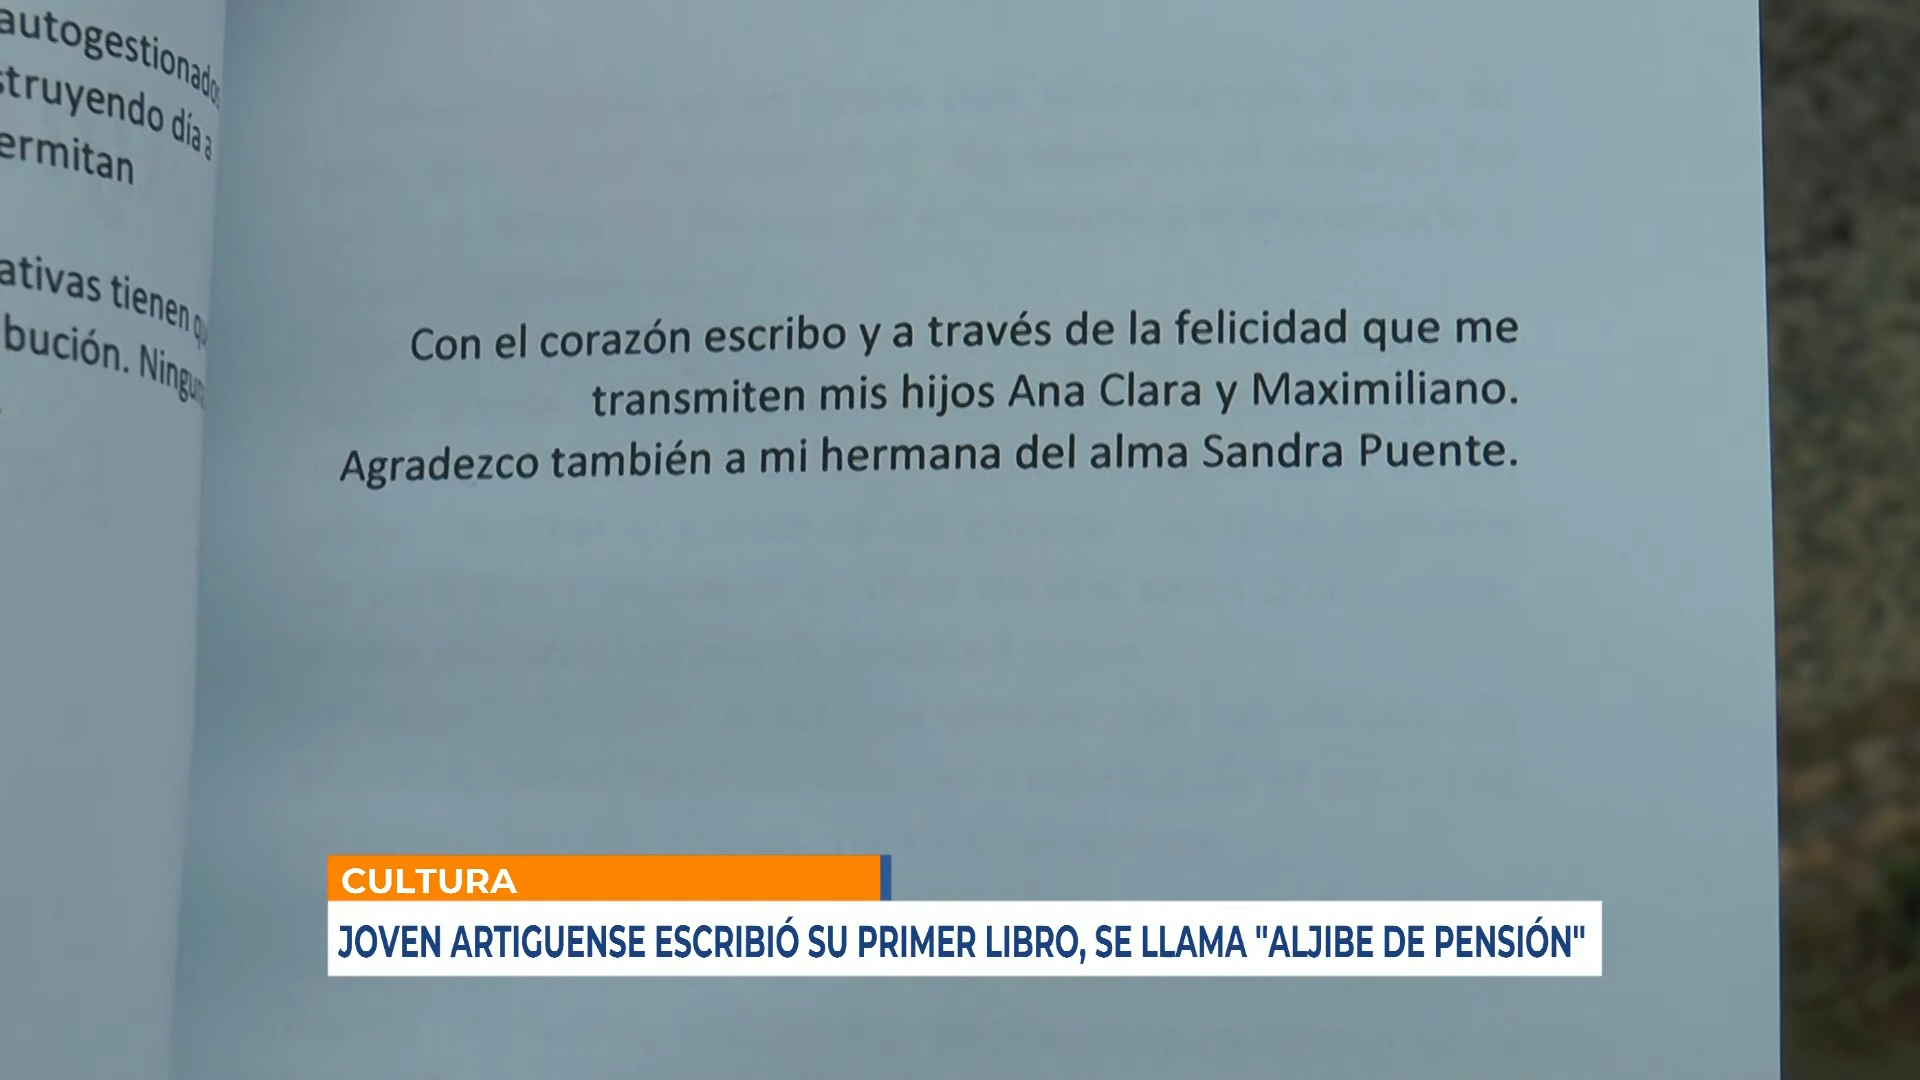 autogestionados
struyendo día a
ermitan
ativas tienen
bución.
Con el corazón escribo y a través de la felicidad que me
transmiten mis hijos Ana Clara y Maximiliano.
Agradezco también a mi hermana del alma Sandra Puente.
CULTURA
JOVEN ARTIGUENSE ESCRIBIÓ SU PRIMER LIBRO, SE LLAMA "ALJIBE DE PENSIÓN"